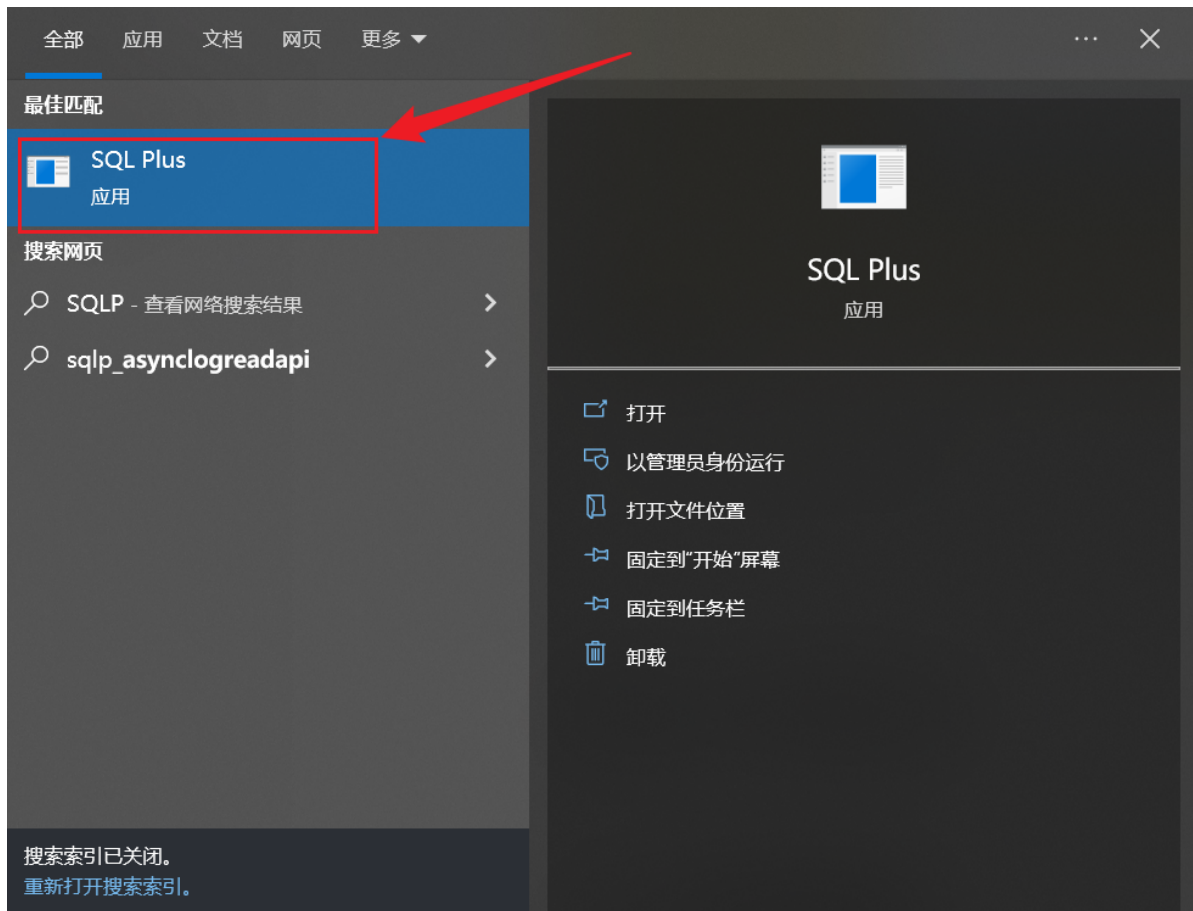 全部 应用 文档 网页 更多
最佳匹配
SQL Plus
应用
搜索网页
SQLP - 查看网络搜索结果
sqlp_asynclogreadapi
搜索索引已关闭。
重新打开搜索索引。
SQL Plus
应用
打开
以管理员身份运行
打开文件位置
固定到“开始”屏幕
固定到任务栏
卸载